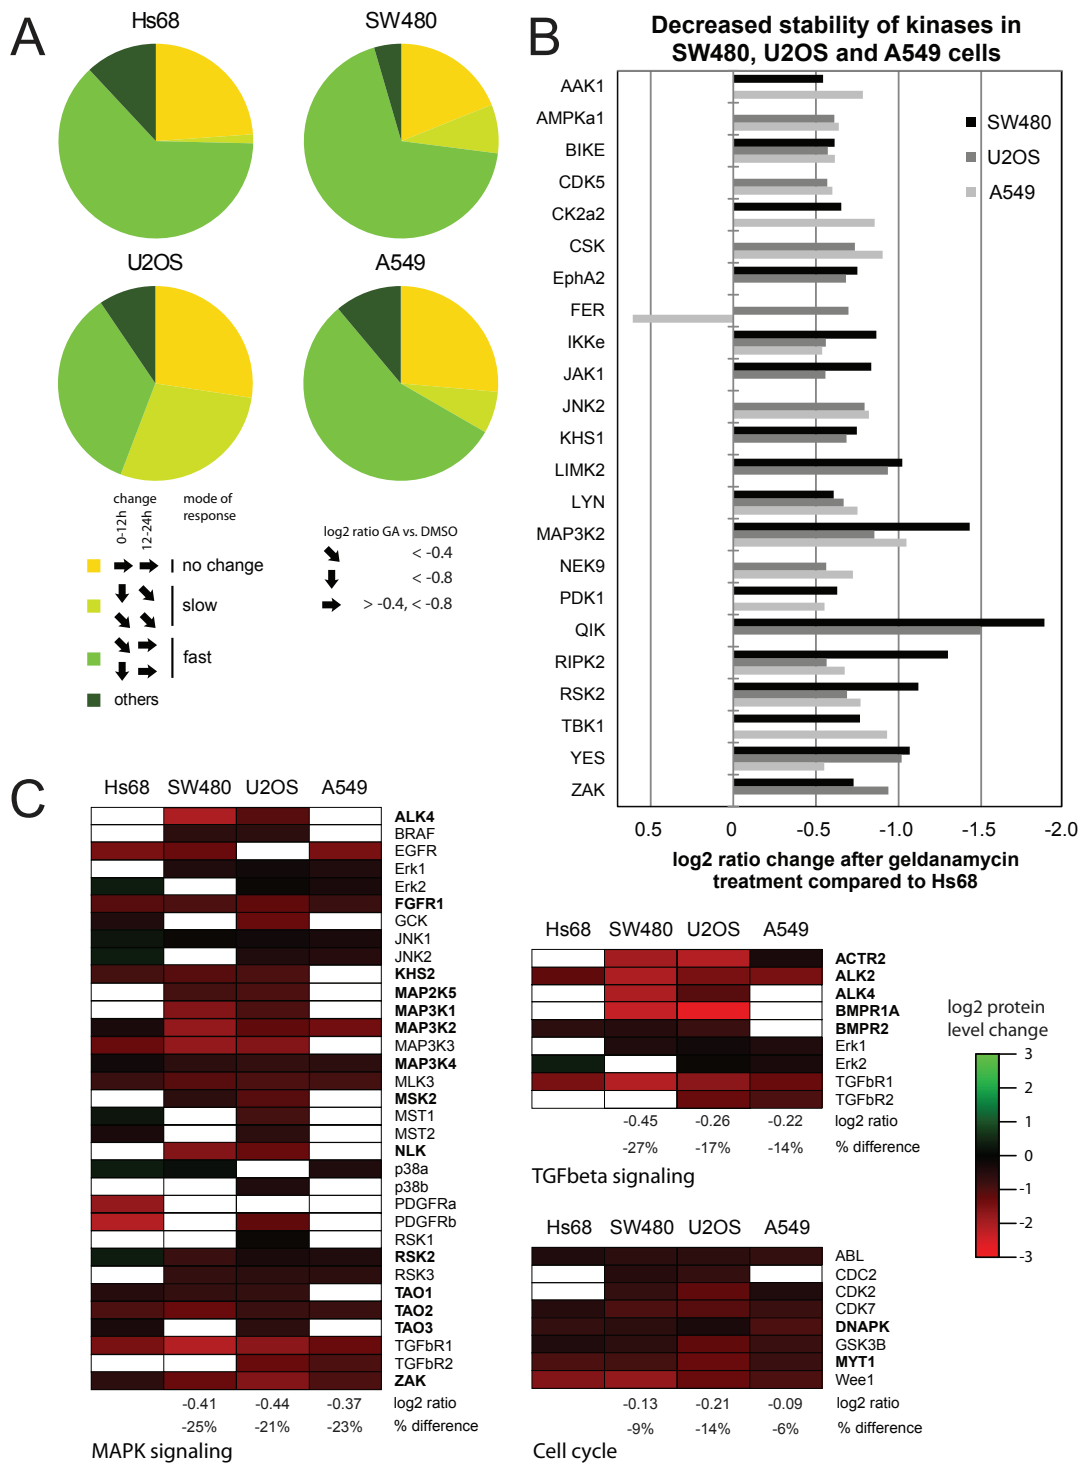 A
Hs68
SW480
U2OS
A549
change
0-12h
12-24h
mode of
response
no change
slow
fast
others
log2 ratio GA vs. DMSO
< -0.4
< -0.8
> -0.4, < -0.8
B
Decreased stability of kinases in
SW480, U2OS and A549 cells
AAK1
AMPKa1
BIKE
CDK5
CK2a2
CSK
EphA2
FER
IKKe
JAK1
JNK2
KHS1
LIMK2
LYN
MAP3K2
NEK9
PDK1
QIK
RIPK2
RSK2
TBK1
YES
ZAK
SW480
U2OS
A549
0.5 0 -0.5 -1.0 -1.5 -2.0
log2 ratio change after geldanamycin
treatment compared to Hs68
C
Hs68 SW480 U2OS A549
ALK4
BRAF
EGFR
Erk1
Erk2
FGFR1
GCK
JNK1
JNK2
KHS2
MAP2K5
MAP3K1
MAP3K2
MAP3K3
MAP3K4
MLK3
MSK2
MST1
MST2
NLK
p38a
p38b
PDGFRa
PDGFRb
RSK1
RSK2
RSK3
TAO1
TAO2
TAO3
TGFbR1
TGFbR2
ZAK
-0.41 -0.44 -0.37 log2 ratio
-25% -21% -23% % difference
MAPK signaling
Hs68 SW480 U2OS A549
ACTR2
ALK2
ALK4
BMPR1A
BMPR2
Erk1
Erk2
TGFbR1
TGFbR2
-0.45 -0.26 -0.22 log2 ratio
-27% -17% -14% % difference
TGFbeta signaling
log2 protein
level change
3
2
1
0
-1
-2
-3
Hs68 SW480 U2OS A549
ABL
CDC2
CDK2
CDK7
DNAPK
GSK3B
MYT1
Wee1
-0.13 -0.21 -0.09 log2 ratio
-9% -14% -6% % difference
Cell cycle